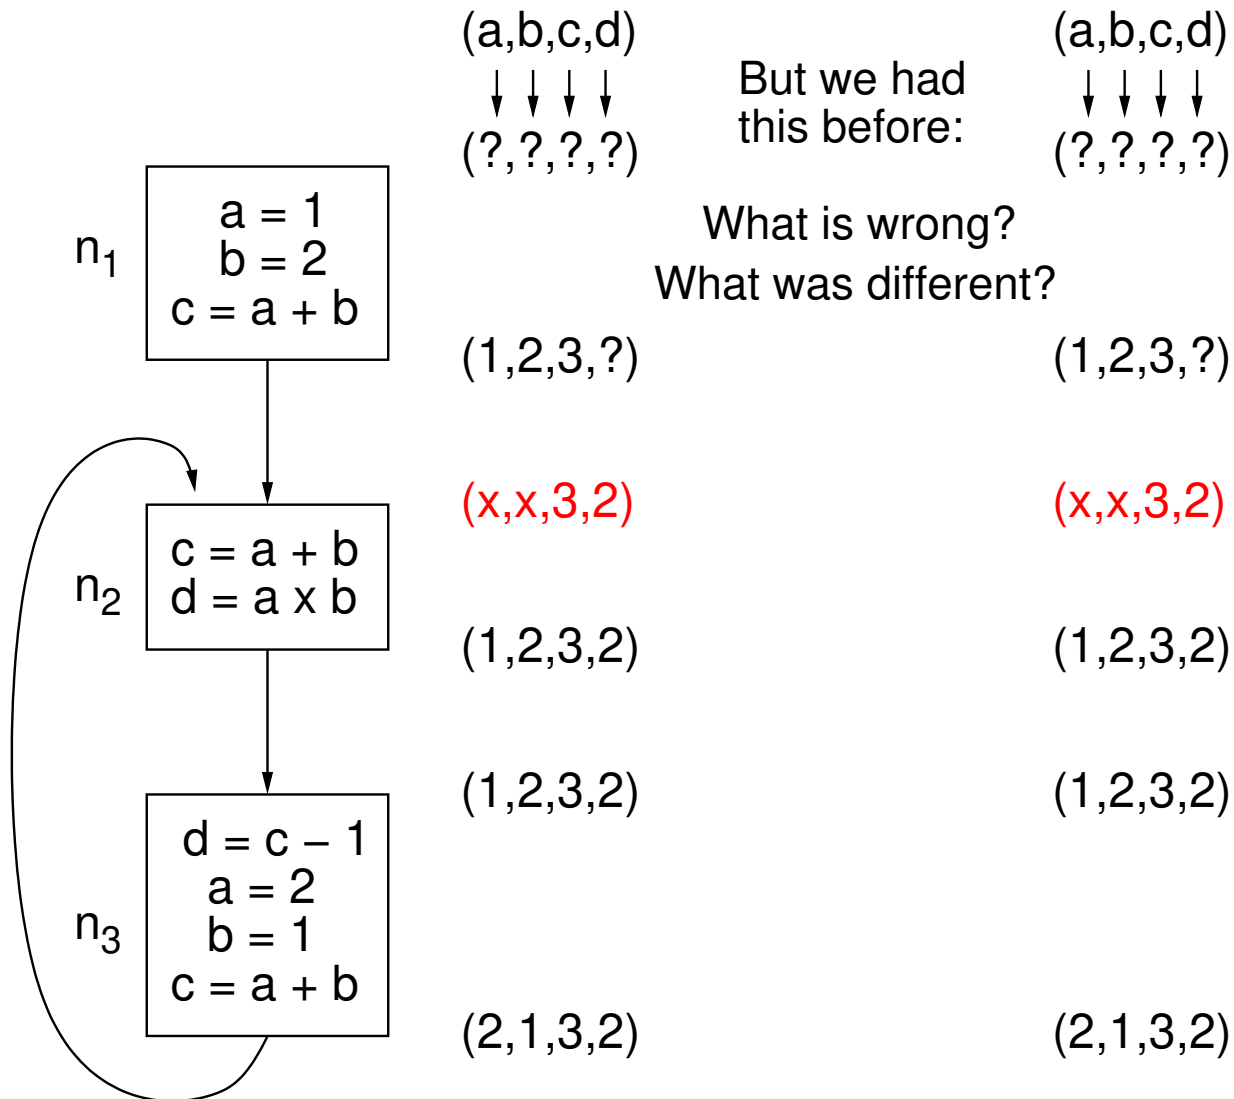 (a,b,c,d)
(?,?,?,?)
But we had
this before:
(a,b,c,d)
(?,?,?,?)
What is wrong?
What was different?
n1
a = 1
b = 2
c = a + b
(1,2,3,?)
(1,2,3,?)
(x,x,3,2)
(x,x,3,2)
n2
c = a + b
d = a x b
(1,2,3,2)
(1,2,3,2)
(1,2,3,2)
(1,2,3,2)
n3
d = c − 1
a = 2
b = 1
c = a + b
(2,1,3,2)
(2,1,3,2)